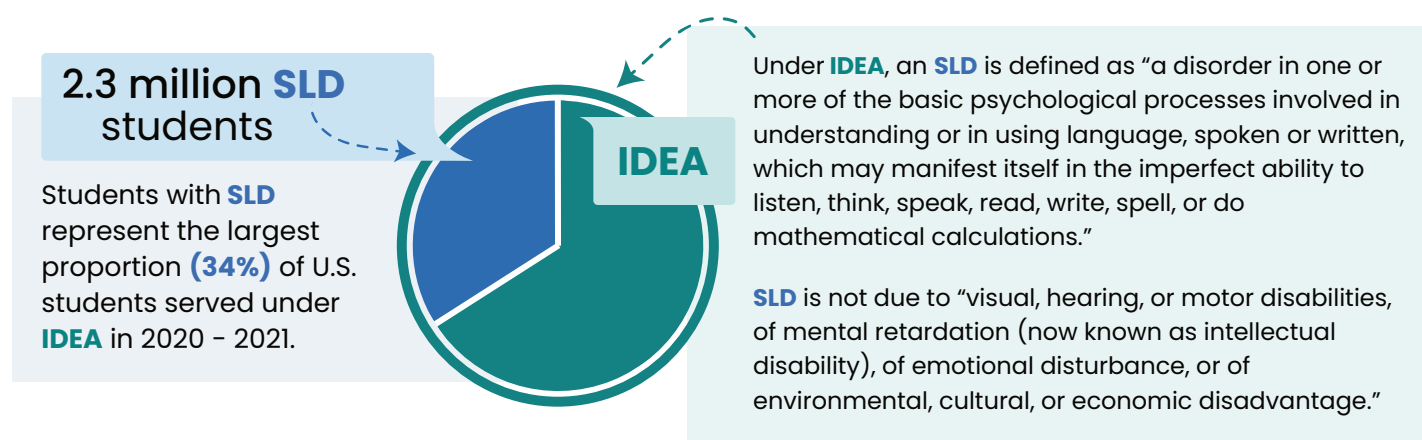 2.3 million SLD
students
Students with SLD
represent the largest
proportion (34%) of U.S.
students served under
IDEA in 2020 - 2021.
IDEA
Under IDEA, an SLD is defined as “a disorder in one or
more of the basic psychological processes involved in
understanding or in using language, spoken or written,
which may manifest itself in the imperfect ability to
listen, think, speak, read, write, spell, or do
mathematical calculations.”
SLD is not due to “visual, hearing, or motor disabilities,
of mental retardation (now known as intellectual
disability), of emotional disturbance, or of
environmental, cultural, or economic disadvantage.”